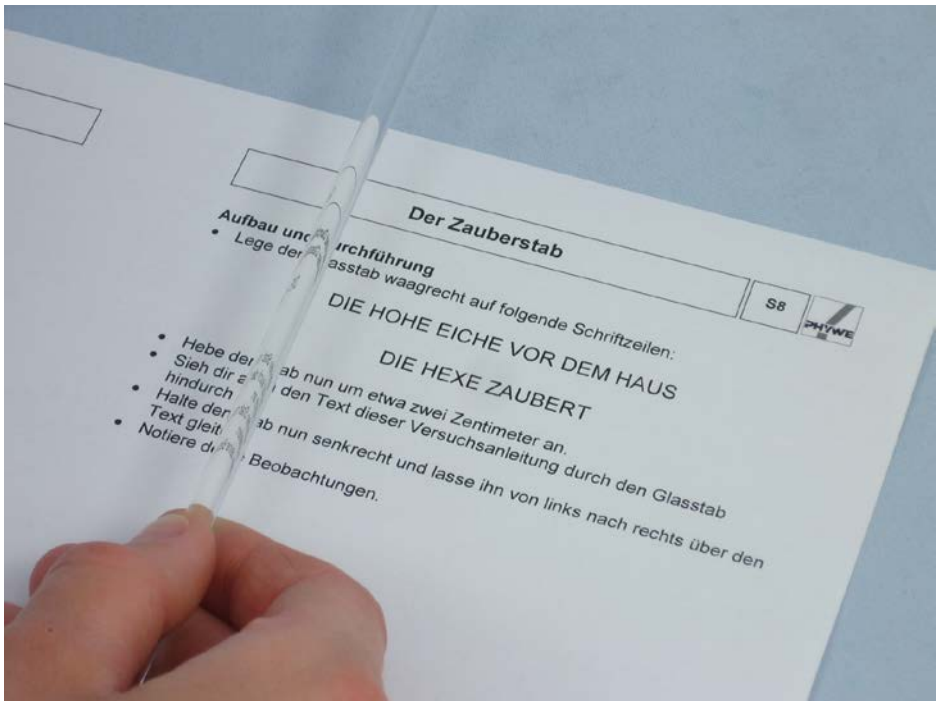 Der Zauberstab
S8
PHYWE
Aufbau und urchführung
• Lege der asstab waagrecht auf folgende Schriftzeilen:
DIE HOHE EICHE VOR DEM HAUS
DIE HEXE ZAUBERT
• Hebe der ab nun um etwa zwei Zentimeter an.
• Sieh dir a den Text dieser Versuchsanleitung durch den Glasstab
hindurch
• Halte der ab nun senkrecht und lasse ihn von links nach rechts über den
Text gleit
• Notiere d Beobachtungen.